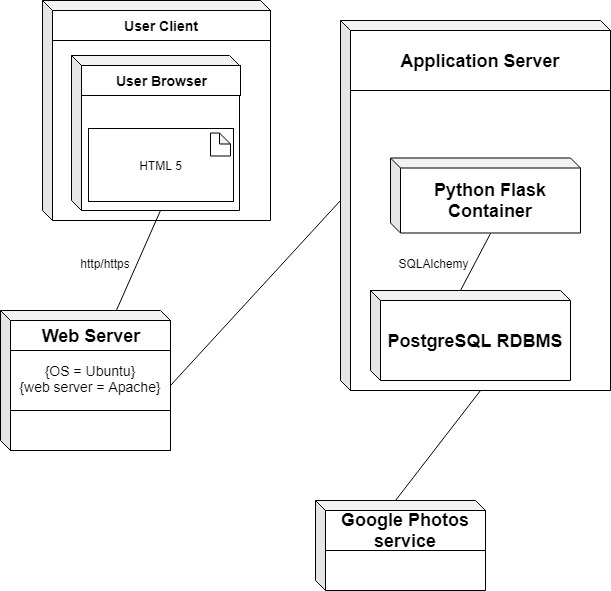 User Client
User Browser
HTML 5
http/https
Web Server
{OS = Ubuntu}
{web server = Apache}
Application Server
Python Flask
Container
SQLAlchemy
PostgreSQL RDBMS
Google Photos
service